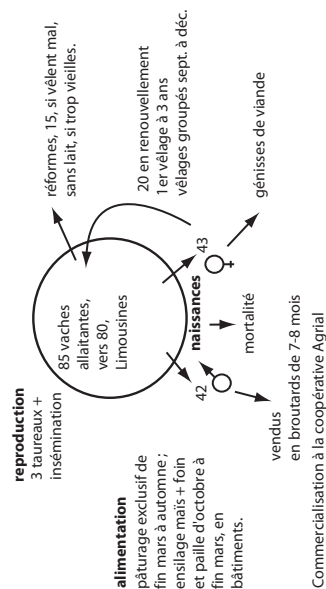 reproduction
3 taureaux +
insémination
réformes, 15, si vêlent mal,
sans lait, si trop vieilles.
85 vaches
allaitantes,
vers 80,
Limousines
20 en renouvellement
1er vêlage à 3 ans
vêlages groupés sept. à déc.
alimentation
pâturage exclusif de
fin mars à automne ;
ensilage maïs + foin
et paille d'octobre à
fin mars, en
bâtiments.
naissances
42
43
mortalité
génisses de viande
vendus
en broutards de 7-8 mois
Commercialisation à la coopérative Agrial